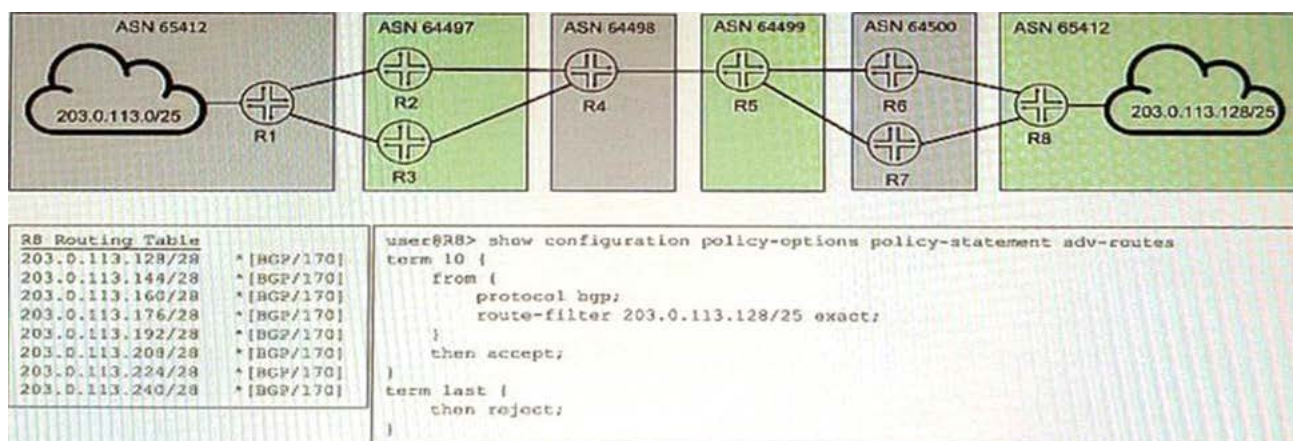 ASN 65412
ASN 64497
ASN 64498
ASN 64499
ASN 64500
ASN 65412
203.0.113.0/25
R1
R2
R3
R4
R5
R6
R7
R8
203.0.113.128/25
R8 Routing Table
203.0.113.128/28 *[BGP/170]
203.0.113.144/28 *[BGP/170]
203.0.113.160/28 *[BGP/170]
203.0.113.176/28 *[BGP/170]
203.0.113.192/28 *[BGP/170]
203.0.113.208/28 *[BGP/170]
203.0.113.224/28 *[BGP/170]
203.0.113.240/28 *[BGP/170]
user@R8> show configuration policy-options policy-statement adv-routes
term 10 {
from {
protocol bgp;
route-filter 203.0.113.128/25 exact;
}
then accept;
}
term last {
then reject;
}